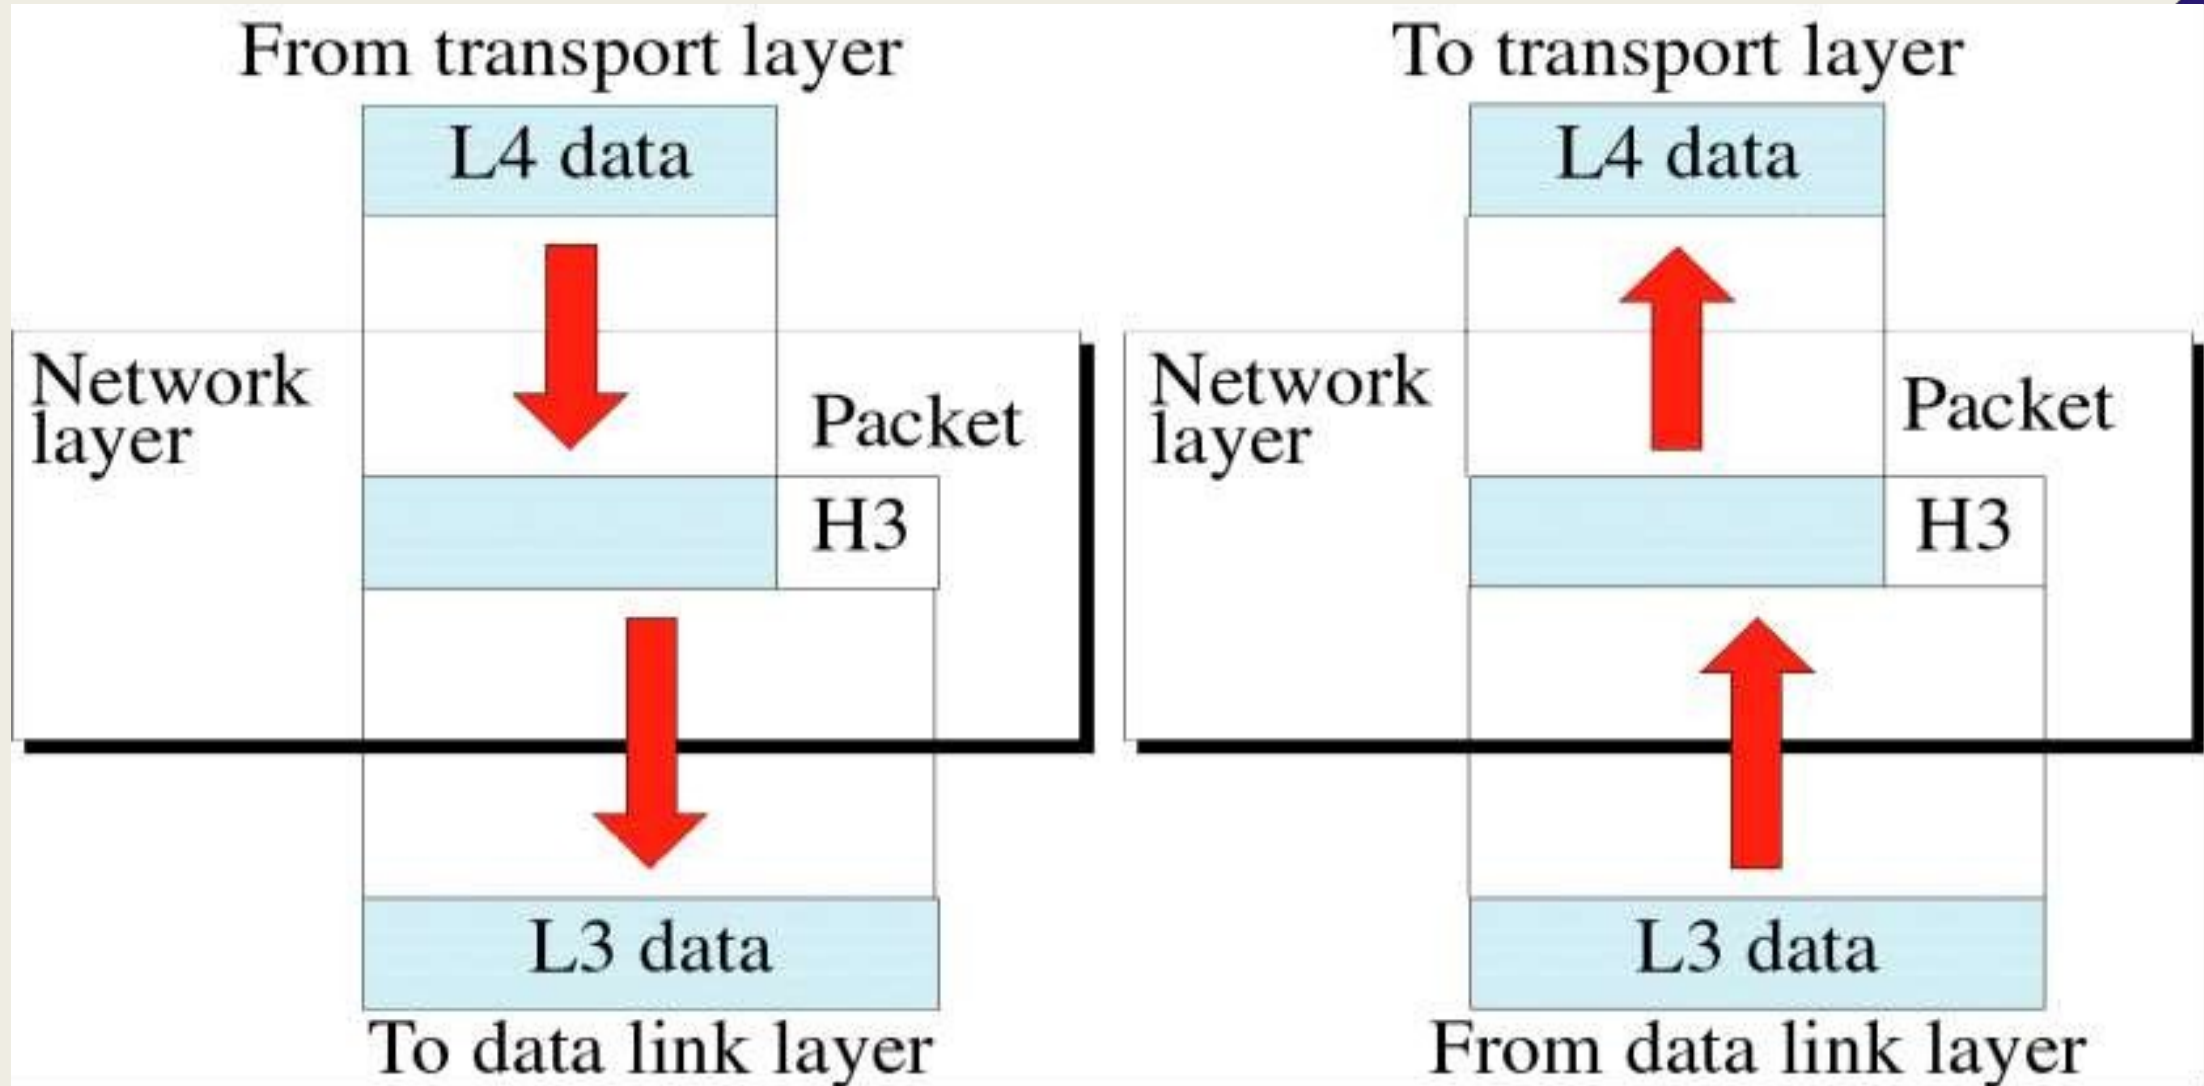 From transport layer
L4 data
Network
layer
Packet
H3
L3 data
To data link layer
To transport layer
L4 data
Network
layer
Packet
H3
L3 data
From data link layer